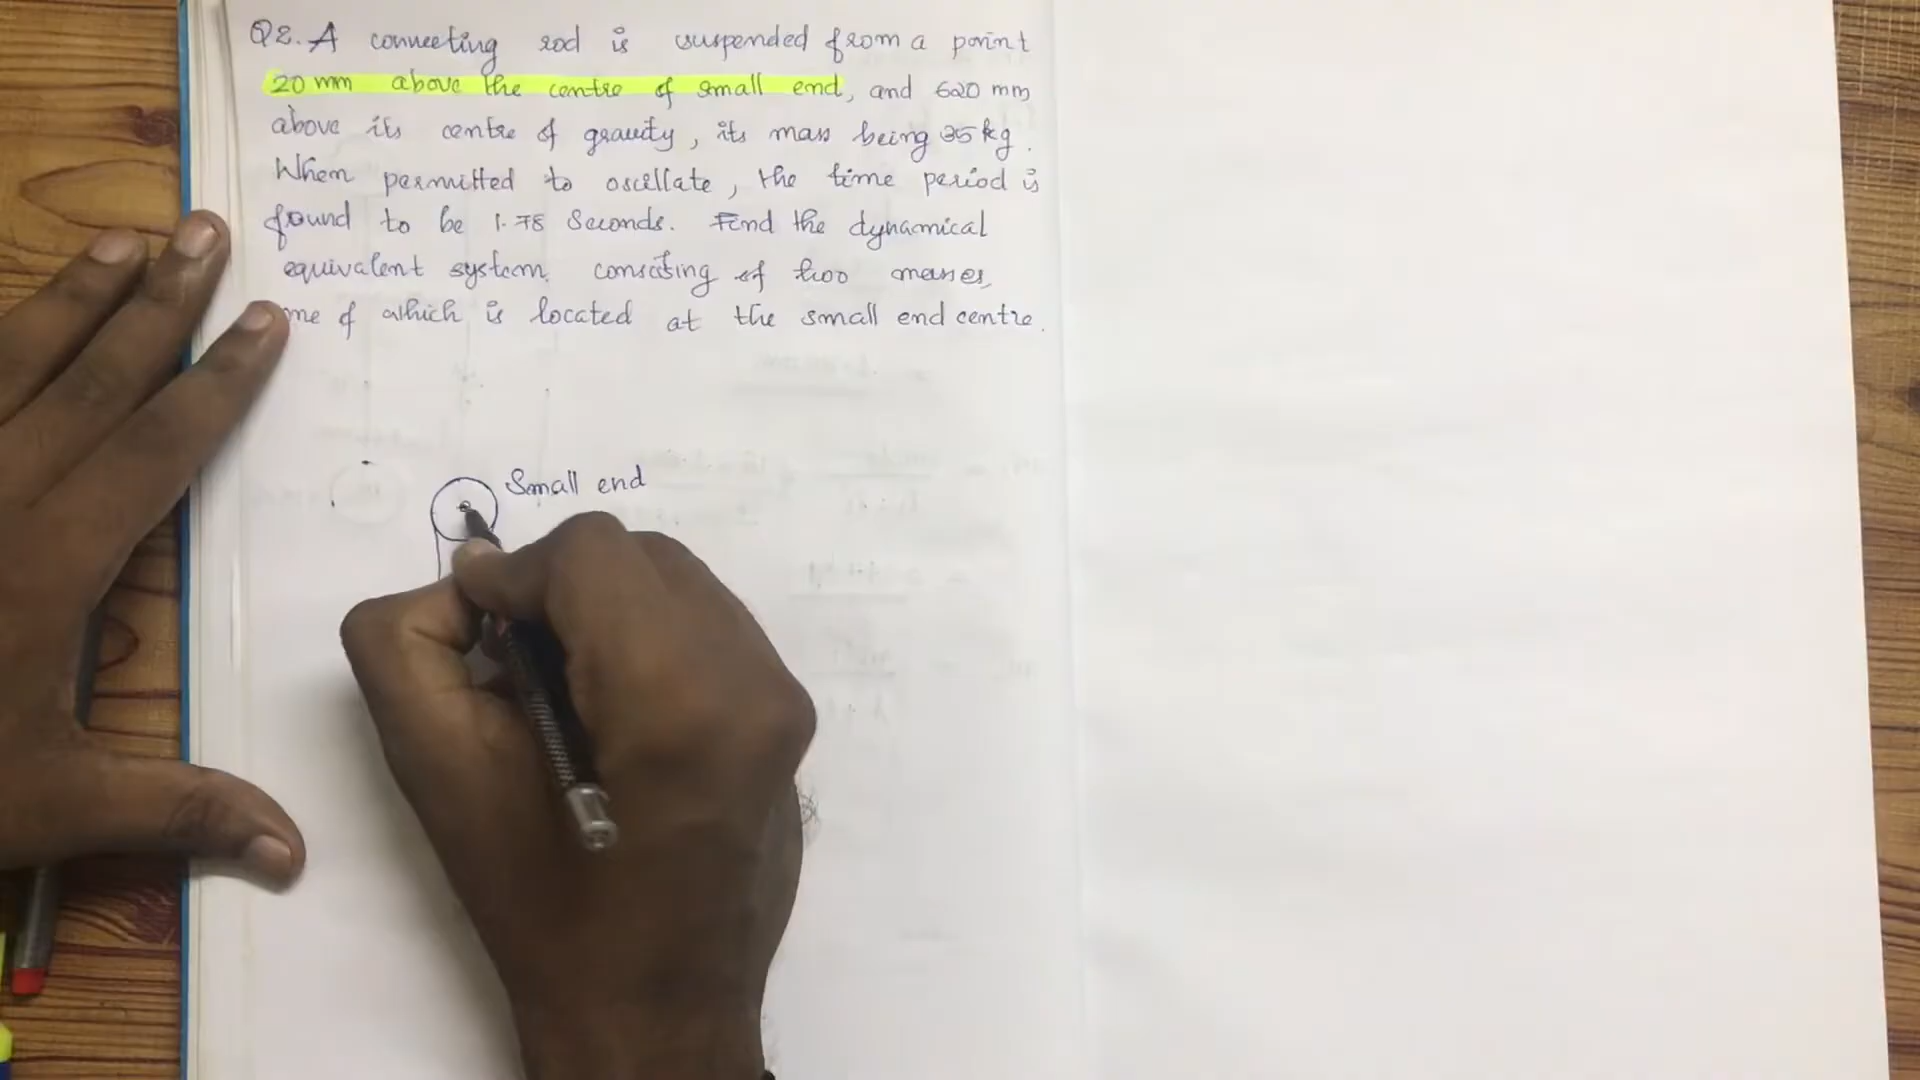 Q2. A connecting rod is suspended from a point
20 mm above the centre of small end, and 620 mm
above its centre of gravity, its mass being 35 kg.
When permitted to oscillate, the time period is
found to be 1.78 Seconds. Find the dynamical
equivalent system consisting of two masses,
one of which is located at the small end centre.
Small end